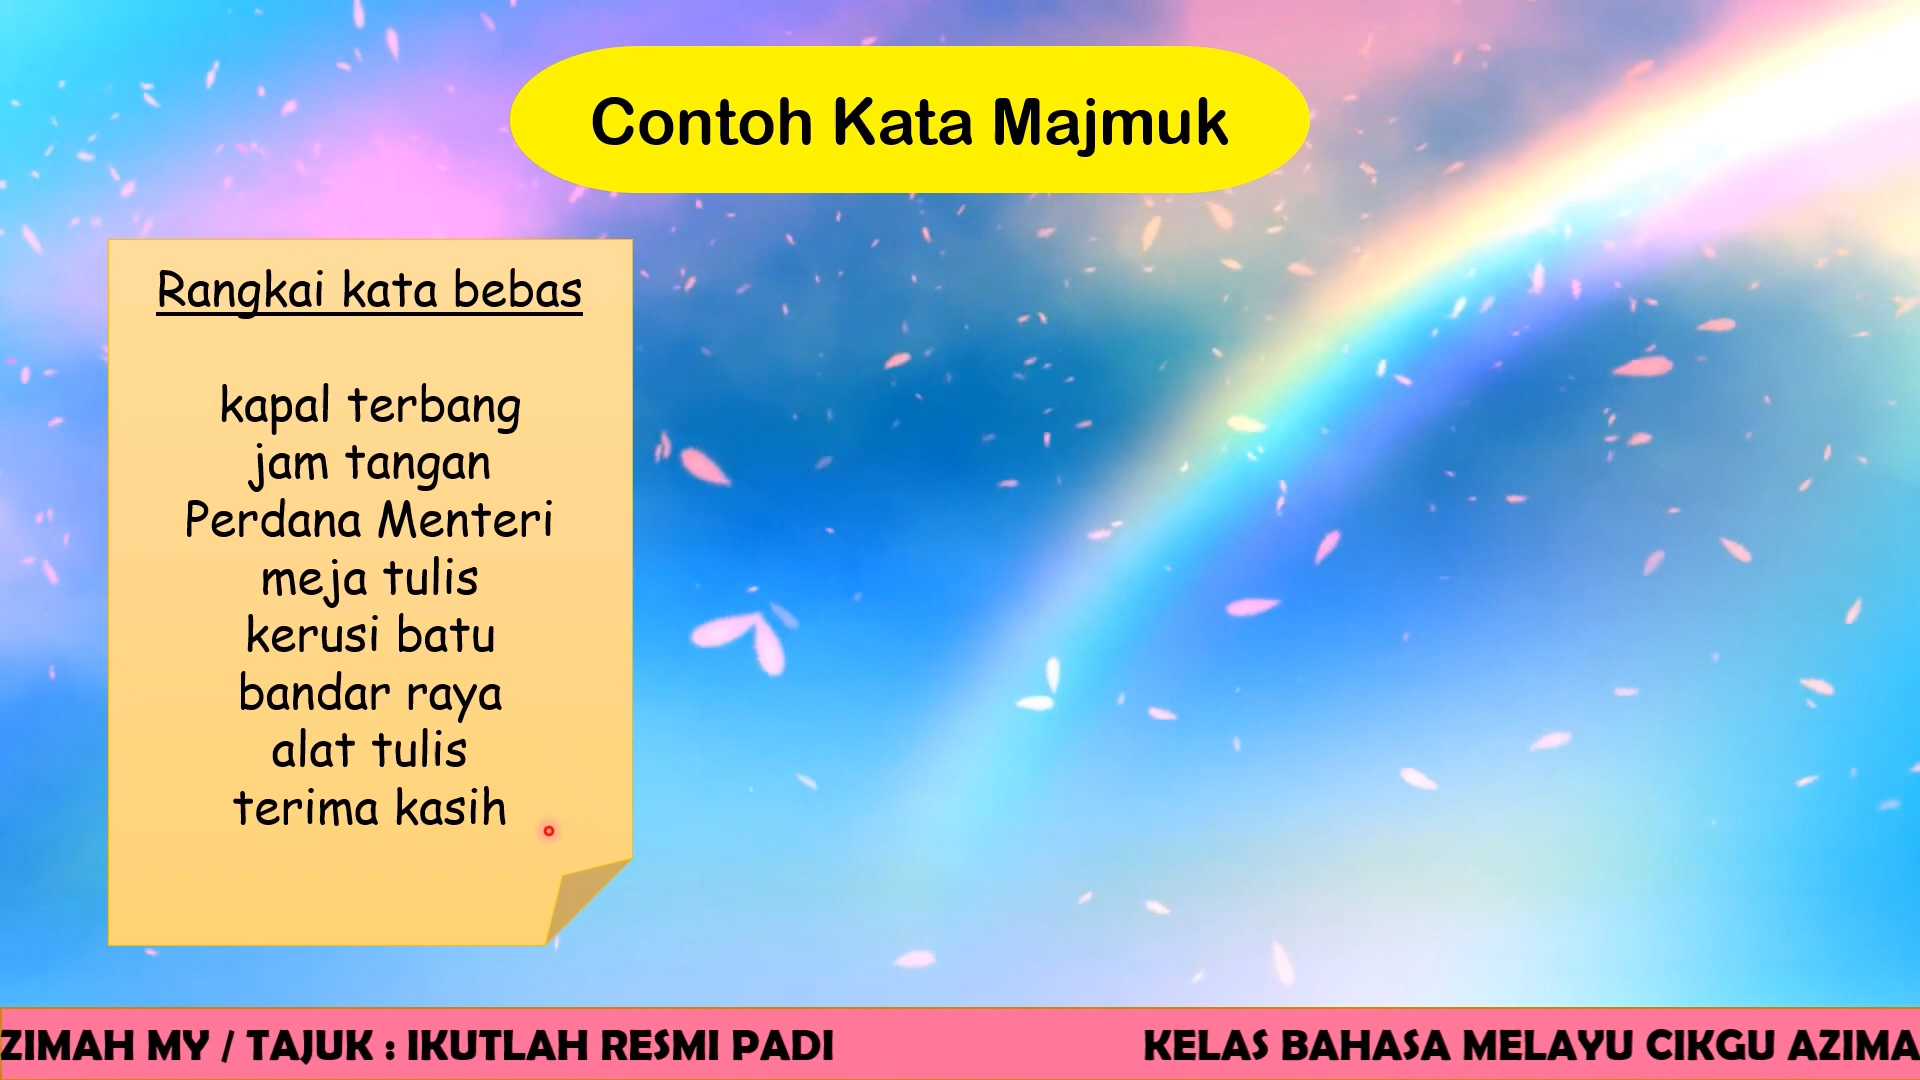 Contoh Kata Majmuk
Rangkai kata bebas
kapal terbang
jam tangan
Perdana Menteri
meja tulis
kerusi batu
bandar raya
alat tulis
terima kasih
ZIMAH MY / TAJUK : IKUTLAH RESMI PADI
KELAS BAHASA MELAYU CIKGU AZIMA